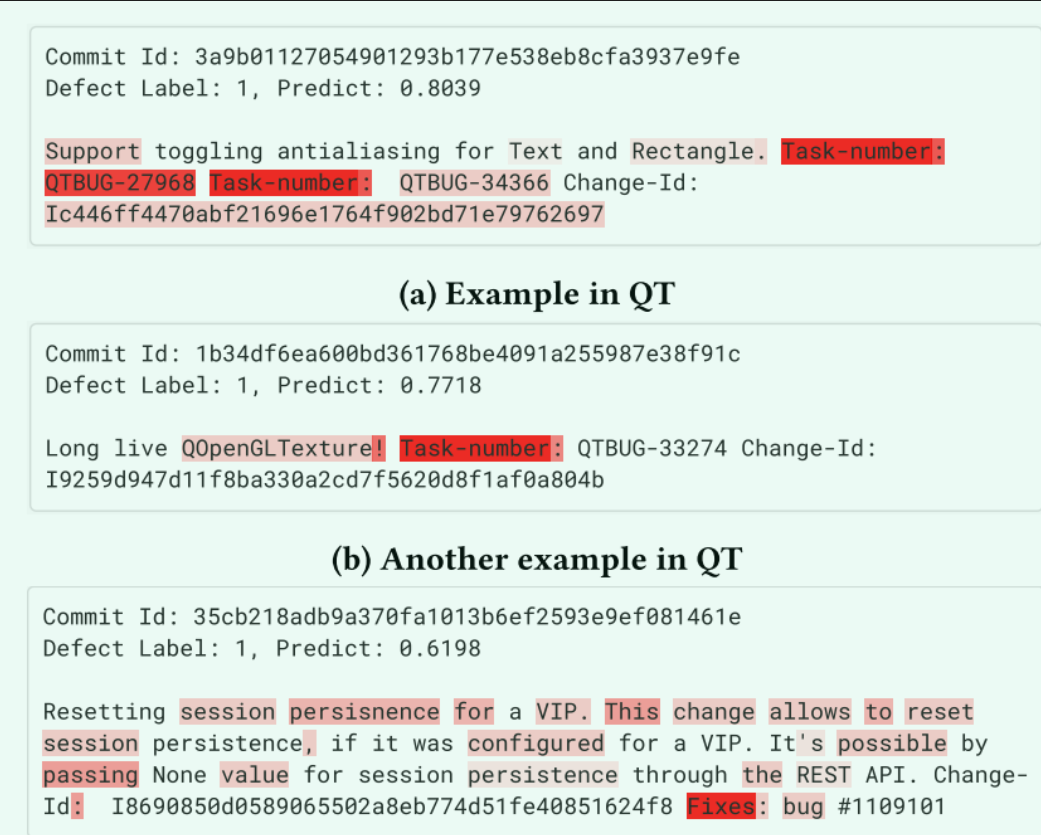 Commit Id: 3a9b01127054901293b177e538eb8cfa3937e9fe
Defect Label: 1, Predict: 0.8039
Support toggling antialiasing for Text and Rectangle. Task-number:
QTBUG-27968 Task-number: QTBUG-34366 Change-Id:
Ic446ff4470abf21696e1764f902bd71e79762697
(a) Example in QT
Commit Id: 1b34df6ea600bd361768be4091a255987e38f91c
Defect Label: 1, Predict: 0.7718
Long live QOpenGLTexture! Task-number: QTBUG-33274 Change-Id:
I9259d947d11f8ba330a2cd7f5620d8f1af0a804b
(b) Another example in QT
Commit Id: 35cb218adb9a370fa1013b6ef2593e9ef081461e
Defect Label: 1, Predict: 0.6198
Resetting session persisnence for a VIP. This change allows to reset
session persistence, if it was configured for a VIP. It's possible by
passing None value for session persistence through the REST API. Change-
Id: I8690850d0589065502a8eb774d51fe40851624f8 Fixes: bug #1109101